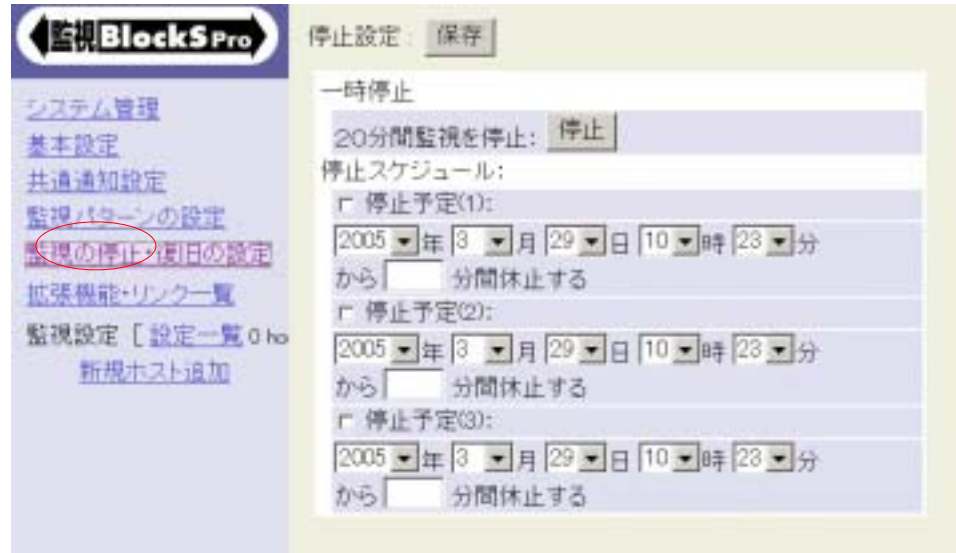 監視BlockS Pro
システム管理
基本設定
共通通知設定
監視パターンの設定
監視の停止・復旧の設定
拡張機能・リンク一覧
監視設定 [ 設定一覧 0 ho
新規ホスト追加
停止設定: 保存
一時停止
20分間監視を停止: 停止
停止スケジュール:
停止予定(1):
2005 年 3 月 29 日 10 時 23 分
から 分間休止する
停止予定(2):
2005 年 3 月 29 日 10 時 23 分
から 分間休止する
停止予定(3):
2005 年 3 月 29 日 10 時 23 分
から 分間休止する